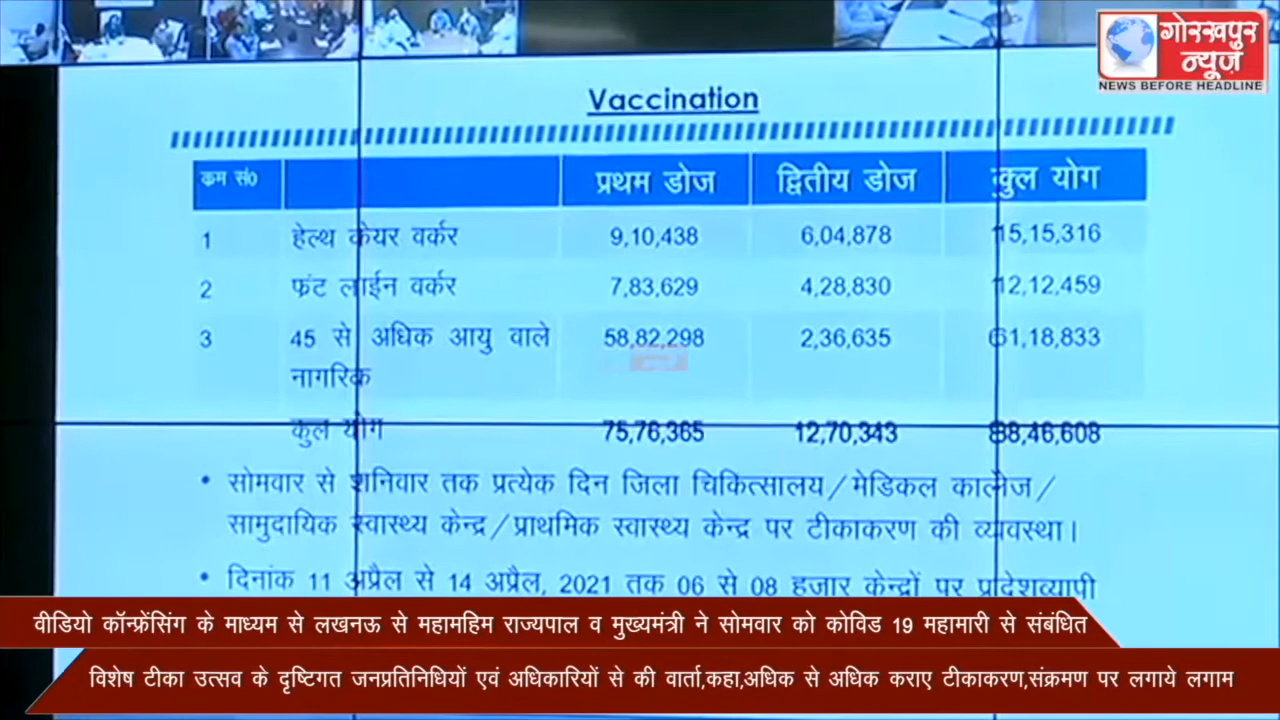 गोरखपुर
न्यूज़
NEWS BEFORE HEADLINE
Vaccination
क्रम सं0 प्रथम डोज द्वितीय डोज कुल योग
1 हेल्थ केयर वर्कर 9,10,438 6,04,878 15,15,316
2 फ्रंट लाईन वर्कर 7,83,629 4,28,830 12,12,459
3 45 से अधिक आयु वाले 58,82,298 2,36,635 61,18,833
नागरिक
कुल योग 75,76,365 12,70,343 88,46,608
• सोमवार से शनिवार तक प्रत्येक दिन जिला चिकित्सालय/मेडिकल कालेज/
सामुदायिक स्वास्थ्य केन्द्र/प्राथमिक स्वास्थ्य केन्द्र पर टीकाकरण की व्यवस्था।
• दिनांक 11 अप्रैल से 14 अप्रैल, 2021 तक 06 से 08 हजार केन्द्रों पर प्रदेशव्यापी
वीडियो कॉन्फ्रेंसिंग के माध्यम से लखनऊ से महामहिम राज्यपाल व मुख्यमंत्री ने सोमवार को कोविड 19 महामारी से संबंधित
विशेष टीका उत्सव के दृष्टिगत जनप्रतिनिधियों एवं अधिकारियों से की वार्ता,कहा,अधिक से अधिक कराए टीकाकरण,संक्रमण पर लगाये लगाम